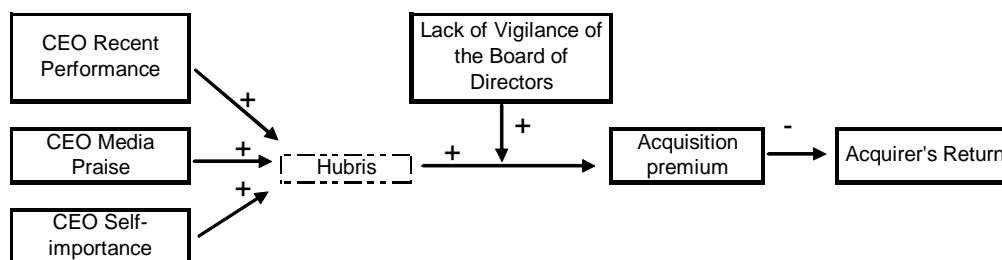 CEO Recent
Performance
+
CEO Media
Praise
+
CEO Self-
importance
+
Hubris
+
Lack of Vigilance of
the Board of
Directors
+
Acquisition
premium
-
Acquirer's Return